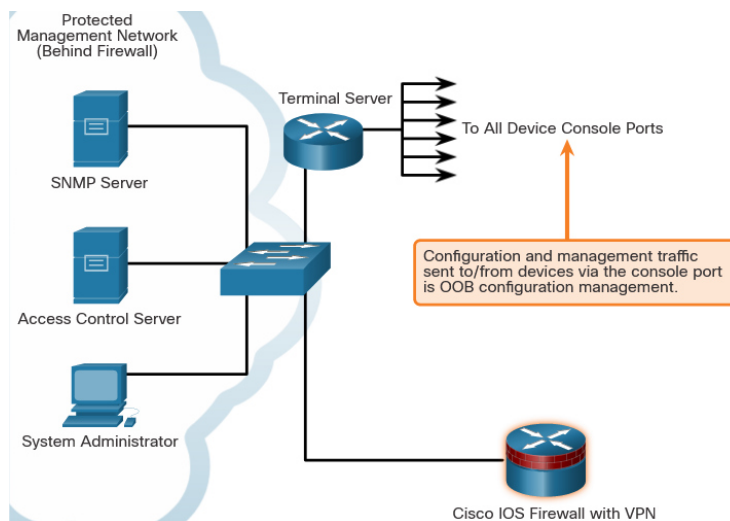 Protected
Management Network
(Behind Firewall)
Terminal Server
To All Device Console Ports
SNMP Server
Configuration and management traffic
sent to/from devices via the console port
is OOB configuration management.
Access Control Server
System Administrator
Cisco IOS Firewall with VPN